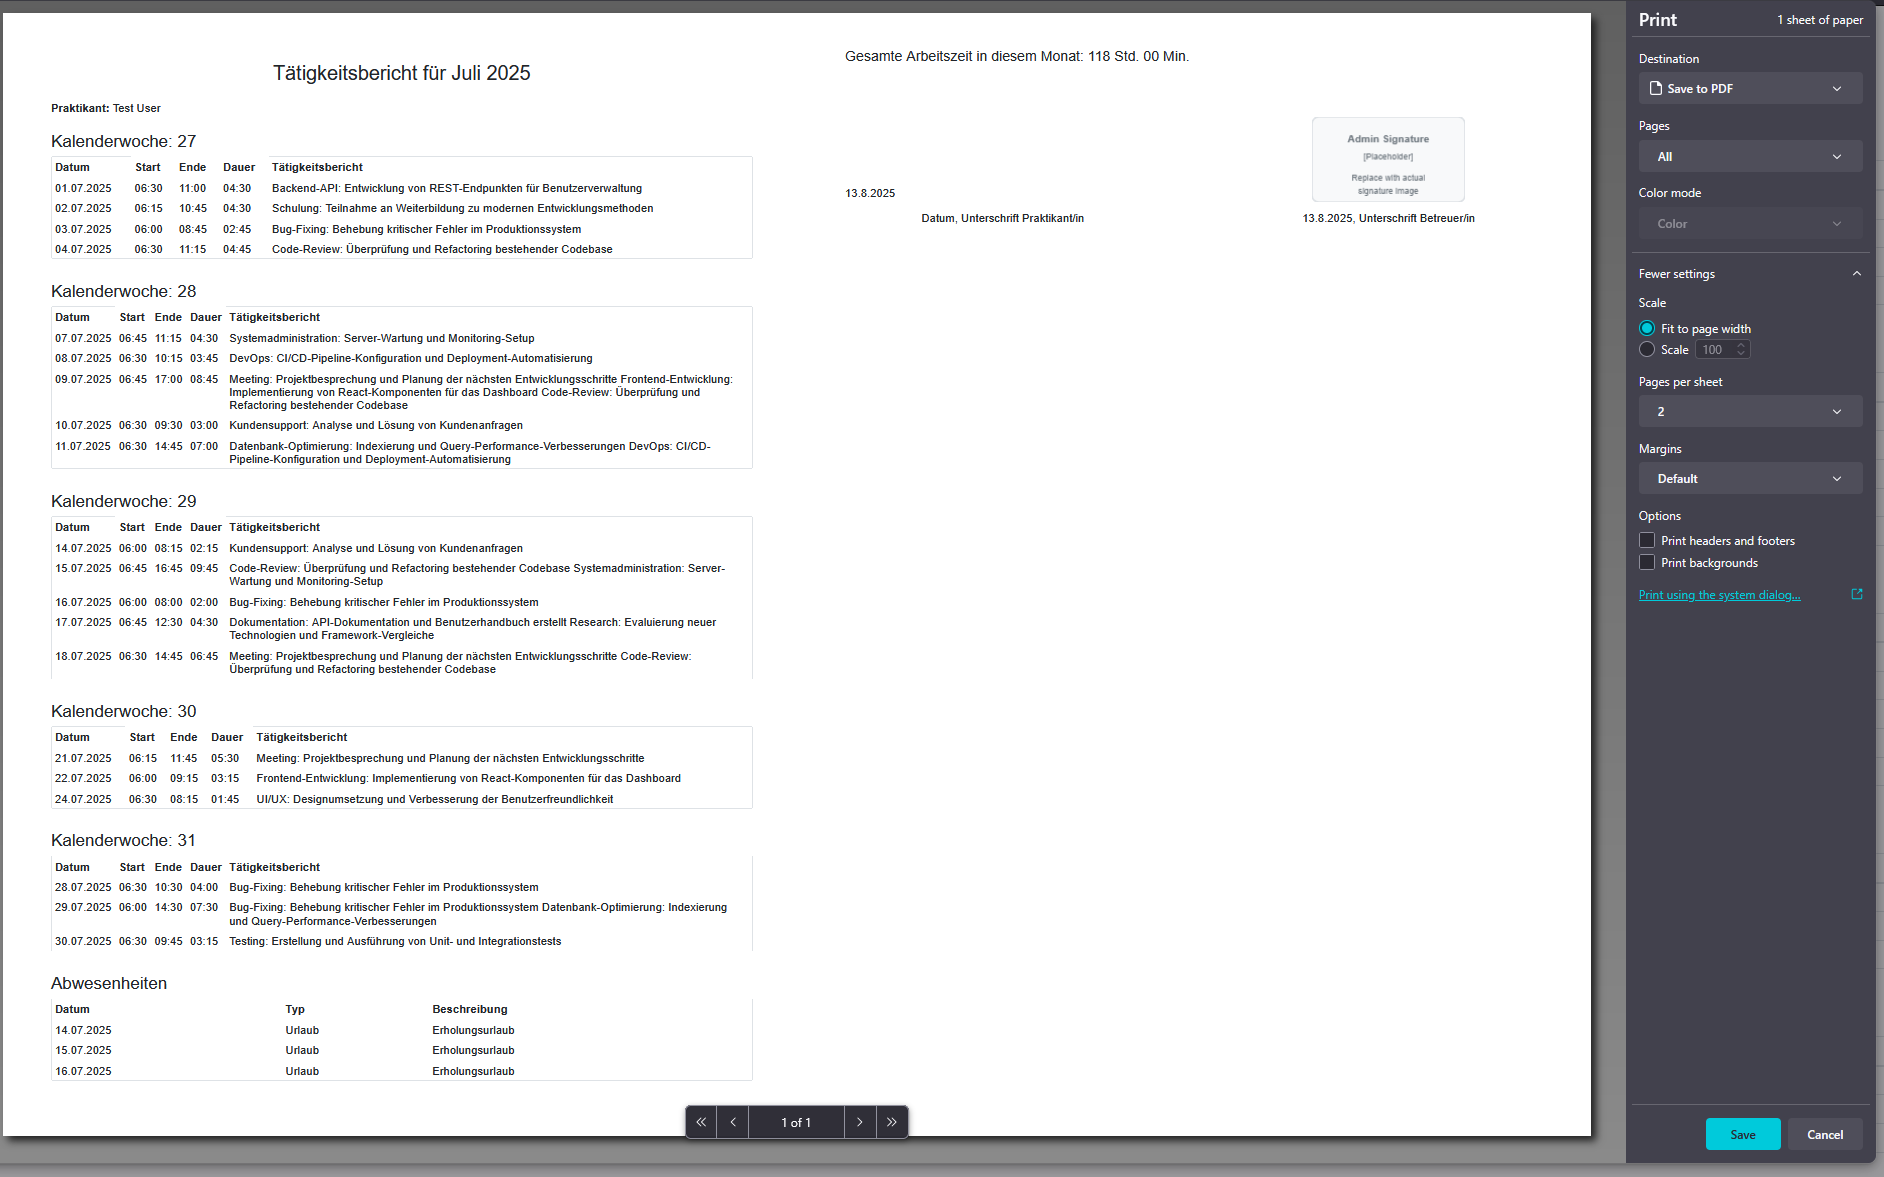 Tätigkeitsbericht für Juli 2025
Praktikant: Test User
Kalenderwoche: 27
Datum Start Ende Dauer Tätigkeitsbericht
01.07.2025 06:30 11:00 04:30 Backend-API: Entwicklung von REST-Endpunkten für Benutzerverwaltung
02.07.2025 06:15 10:45 04:30 Schulung: Teilnahme an Weiterbildung zu modernen Entwicklungsmethoden
03.07.2025 06:00 08:45 02:45 Bug-Fixing: Behebung kritischer Fehler im Produktionssystem
04.07.2025 06:30 11:15 04:45 Code-Review: Überprüfung und Refactoring bestehender Codebase
Kalenderwoche: 28
Datum Start Ende Dauer Tätigkeitsbericht
07.07.2025 06:45 11:15 04:30 Systemadministration: Server-Wartung und Monitoring-Setup
08.07.2025 06:30 10:15 03:45 DevOps: CI/CD-Pipeline-Konfiguration und Deployment-Automatisierung
09.07.2025 06:45 17:00 08:45 Meeting: Projektbesprechung und Planung der nächsten Entwicklungsschritte Frontend-Entwicklung:
Implementierung von React-Komponenten für das Dashboard Code-Review: Überprüfung und
Refactoring bestehender Codebase
10.07.2025 06:30 09:30 03:00 Kundensupport: Analyse und Lösung von Kundenanfragen
11.07.2025 06:30 14:45 07:00 Datenbank-Optimierung: Indexierung und Query-Performance-Verbesserungen DevOps: CI/CD-
Pipeline-Konfiguration und Deployment-Automatisierung
Kalenderwoche: 29
Datum Start Ende Dauer Tätigkeitsbericht
14.07.2025 06:00 08:15 02:15 Kundensupport: Analyse und Lösung von Kundenanfragen
15.07.2025 06:45 16:45 09:45 Code-Review: Überprüfung und Refactoring bestehender Codebase Systemadministration: Server-
Wartung und Monitoring-Setup
16.07.2025 06:00 08:00 02:00 Bug-Fixing: Behebung kritischer Fehler im Produktionssystem
17.07.2025 06:45 12:30 04:30 Dokumentation: API-Dokumentation und Benutzerhandbuch erstellt Research: Evaluierung neuer
Technologien und Framework-Vergleiche
18.07.2025 06:30 14:45 06:45 Meeting: Projektbesprechung und Planung der nächsten Entwicklungsschritte Code-Review:
Überprüfung und Refactoring bestehender Codebase
Kalenderwoche: 30
Datum Start Ende Dauer Tätigkeitsbericht
21.07.2025 06:15 11:45 05:30 Meeting: Projektbesprechung und Planung der nächsten Entwicklungsschritte
22.07.2025 06:00 09:15 03:15 Frontend-Entwicklung: Implementierung von React-Komponenten für das Dashboard
24.07.2025 06:30 08:15 01:45 UI/UX: Designumsetzung und Verbesserung der Benutzerfreundlichkeit
Kalenderwoche: 31
Datum Start Ende Dauer Tätigkeitsbericht
28.07.2025 06:30 10:30 04:00 Bug-Fixing: Behebung kritischer Fehler im Produktionssystem
29.07.2025 06:00 14:30 07:30 Bug-Fixing: Behebung kritischer Fehler im Produktionssystem Datenbank-Optimierung: Indexierung
und Query-Performance-Verbesserungen
30.07.2025 06:30 09:45 03:15 Testing: Erstellung und Ausführung von Unit- und Integrationstests
Abwesenheiten
Datum Typ Beschreibung
14.07.2025 Urlaub Erholungsurlaub
15.07.2025 Urlaub Erholungsurlaub
16.07.2025 Urlaub Erholungsurlaub
Gesamte Arbeitszeit in diesem Monat: 118 Std. 00 Min.
Admin Signature
[Placeholder]
Replace with actual
signature image
13.8.2025
Datum, Unterschrift Praktikant/in
13.8.2025, Unterschrift Betreuer/in
1 of 1
Print
1 sheet of paper
Destination
Save to PDF
Pages
All
Color mode
Color
Fewer settings
Scale
Fit to page width
Scale 100
Pages per sheet
2
Margins
Default
Options
Print headers and footers
Print backgrounds
Print using the system dialog...
Save
Cancel